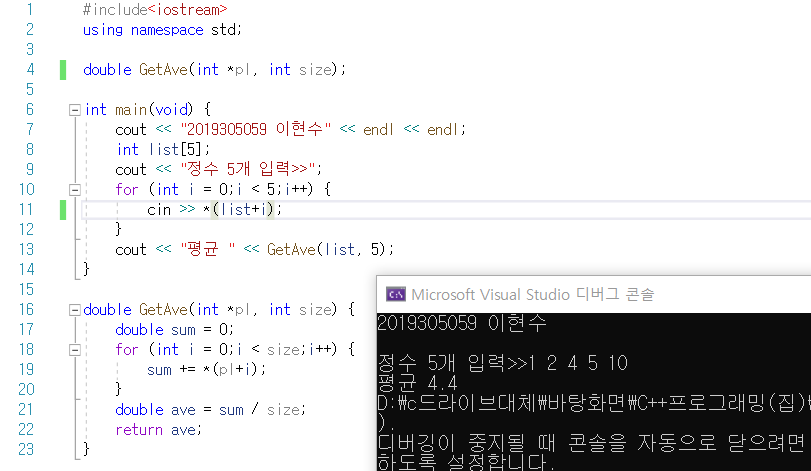 1 #include<iostream>
2 using namespace std;
3
4 double GetAve(int *pl, int size);
5
6 int main(void) {
7 cout << "2019305059 이현수" << endl << endl;
8 int list[5];
9 cout << "정수 5개 입력>>";
10 for (int i = 0;i < 5;i++) {
11 cin >> *(list+i);
12 }
13 cout << "평균 " << GetAve(list, 5);
14 }
15
16 double GetAve(int *pl, int size) {
17 double sum = 0;
18 for (int i = 0;i < size;i++) {
19 sum += *(pl+i);
20 }
21 double ave = sum / size;
22 return ave;
23 }
Microsoft Visual Studio 디버그 콘솔
2019305059 이현수
정수 5개 입력>>1 2 4 5 10
평균 4.4
D:₩c드라이브대체₩바탕화면₩C++프로그래밍(집)₩
).
디버깅이 중지될 때 콘솔을 자동으로 닫으려면
하도록 설정합니다.